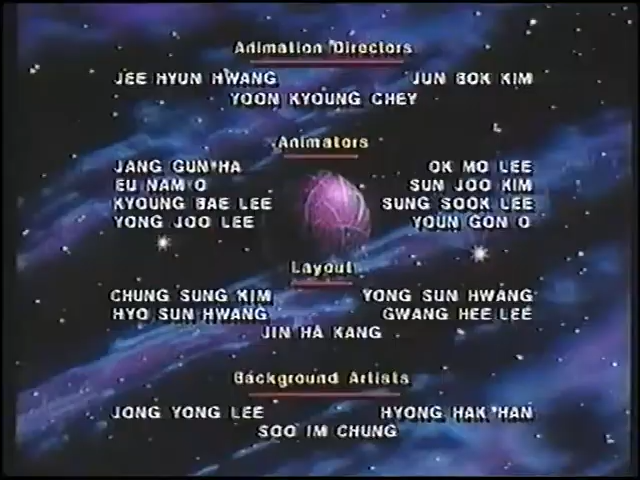 Animation Directors
JEE HYUN HWANG JUN BOK KIM
YOON KYOUNG CHEY
Animators
JANG GUN HA OK MO LEE
EU NAM O SUN JOO KIM
KYOUNG BAE LEE SUNG SOOK LEE
YONG JOO LEE YOUN GON O
Layout
CHUNG SUNG KIM YONG SUN HWANG
HYO SUN HWANG GWANG HEE LEE
JIN HA KANG
Background Artists
JONG YONG LEE HYONG HAK HAN
SOO IM CHUNG